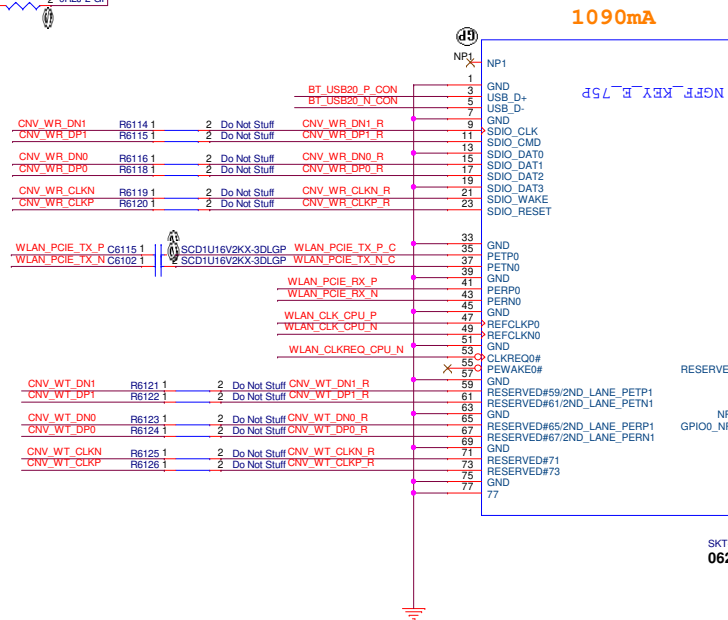 1090mA
GP
NP1 NP1
NGFF_KEY_E_75P
1 GND
BT_USB20_P_CON 3 USB_D+
BT_USB20_N_CON 5 USB_D-
7 GND
CNV_WR_DN1 R6114 1 2 Do Not Stuff CNV_WR_DN1_R 9 SDIO_CLK
CNV_WR_DP1 R6115 1 2 Do Not Stuff CNV_WR_DP1_R 11 SDIO_CMD
13 SDIO_DAT0
CNV_WR_DN0 R6116 1 2 Do Not Stuff CNV_WR_DN0_R 15 SDIO_DAT1
CNV_WR_DP0 R6118 1 2 Do Not Stuff CNV_WR_DP0_R 17 SDIO_DAT2
19 SDIO_DAT3
CNV_WR_CLKN R6119 1 2 Do Not Stuff CNV_WR_CLKN_R 21 SDIO_WAKE
CNV_WR_CLKP R6120 1 2 Do Not Stuff CNV_WR_CLKP_R 23 SDIO_RESET
33 GND
WLAN_PCIE_TX_P C6115 1 SCD1U16V2KX-3DLGP WLAN_PCIE_TX_P_C 35 PETP0
WLAN_PCIE_TX_N C6102 1 2 SCD1U16V2KX-3DLGP WLAN_PCIE_TX_N_C 37 PETN0
39 GND
WLAN_PCIE_RX_P 41 PERP0
WLAN_PCIE_RX_N 43 PERN0
45 GND
WLAN_CLK_CPU_P 47 REFCLKP0
WLAN_CLK_CPU_N 49 REFCLKN0
51 GND
WLAN_CLKREQ_CPU_N 53 CLKREQ0#
55 PEWAKE0#
57 GND
CNV_WT_DN1 R6121 1 2 Do Not Stuff CNV_WT_DN1_R 59 RESERVED#59/2ND_LANE_PETP1
CNV_WT_DP1 R6122 1 2 Do Not Stuff CNV_WT_DP1_R 61 RESERVED#61/2ND_LANE_PETN1
63 GND
CNV_WT_DN0 R6123 1 2 Do Not Stuff CNV_WT_DN0_R 65 RESERVED#65/2ND_LANE_PERP1
CNV_WT_DP0 R6124 1 2 Do Not Stuff CNV_WT_DP0_R 67 RESERVED#67/2ND_LANE_PERN1
69 GND
CNV_WT_CLKN R6125 1 2 Do Not Stuff CNV_WT_CLKN_R 71 RESERVED#71
CNV_WT_CLKP R6126 1 2 Do Not Stuff CNV_WT_CLKP_R 73 RESERVED#73
75 GND
77 77
RESERVE
NF
GPIO0_NF
SKT
062